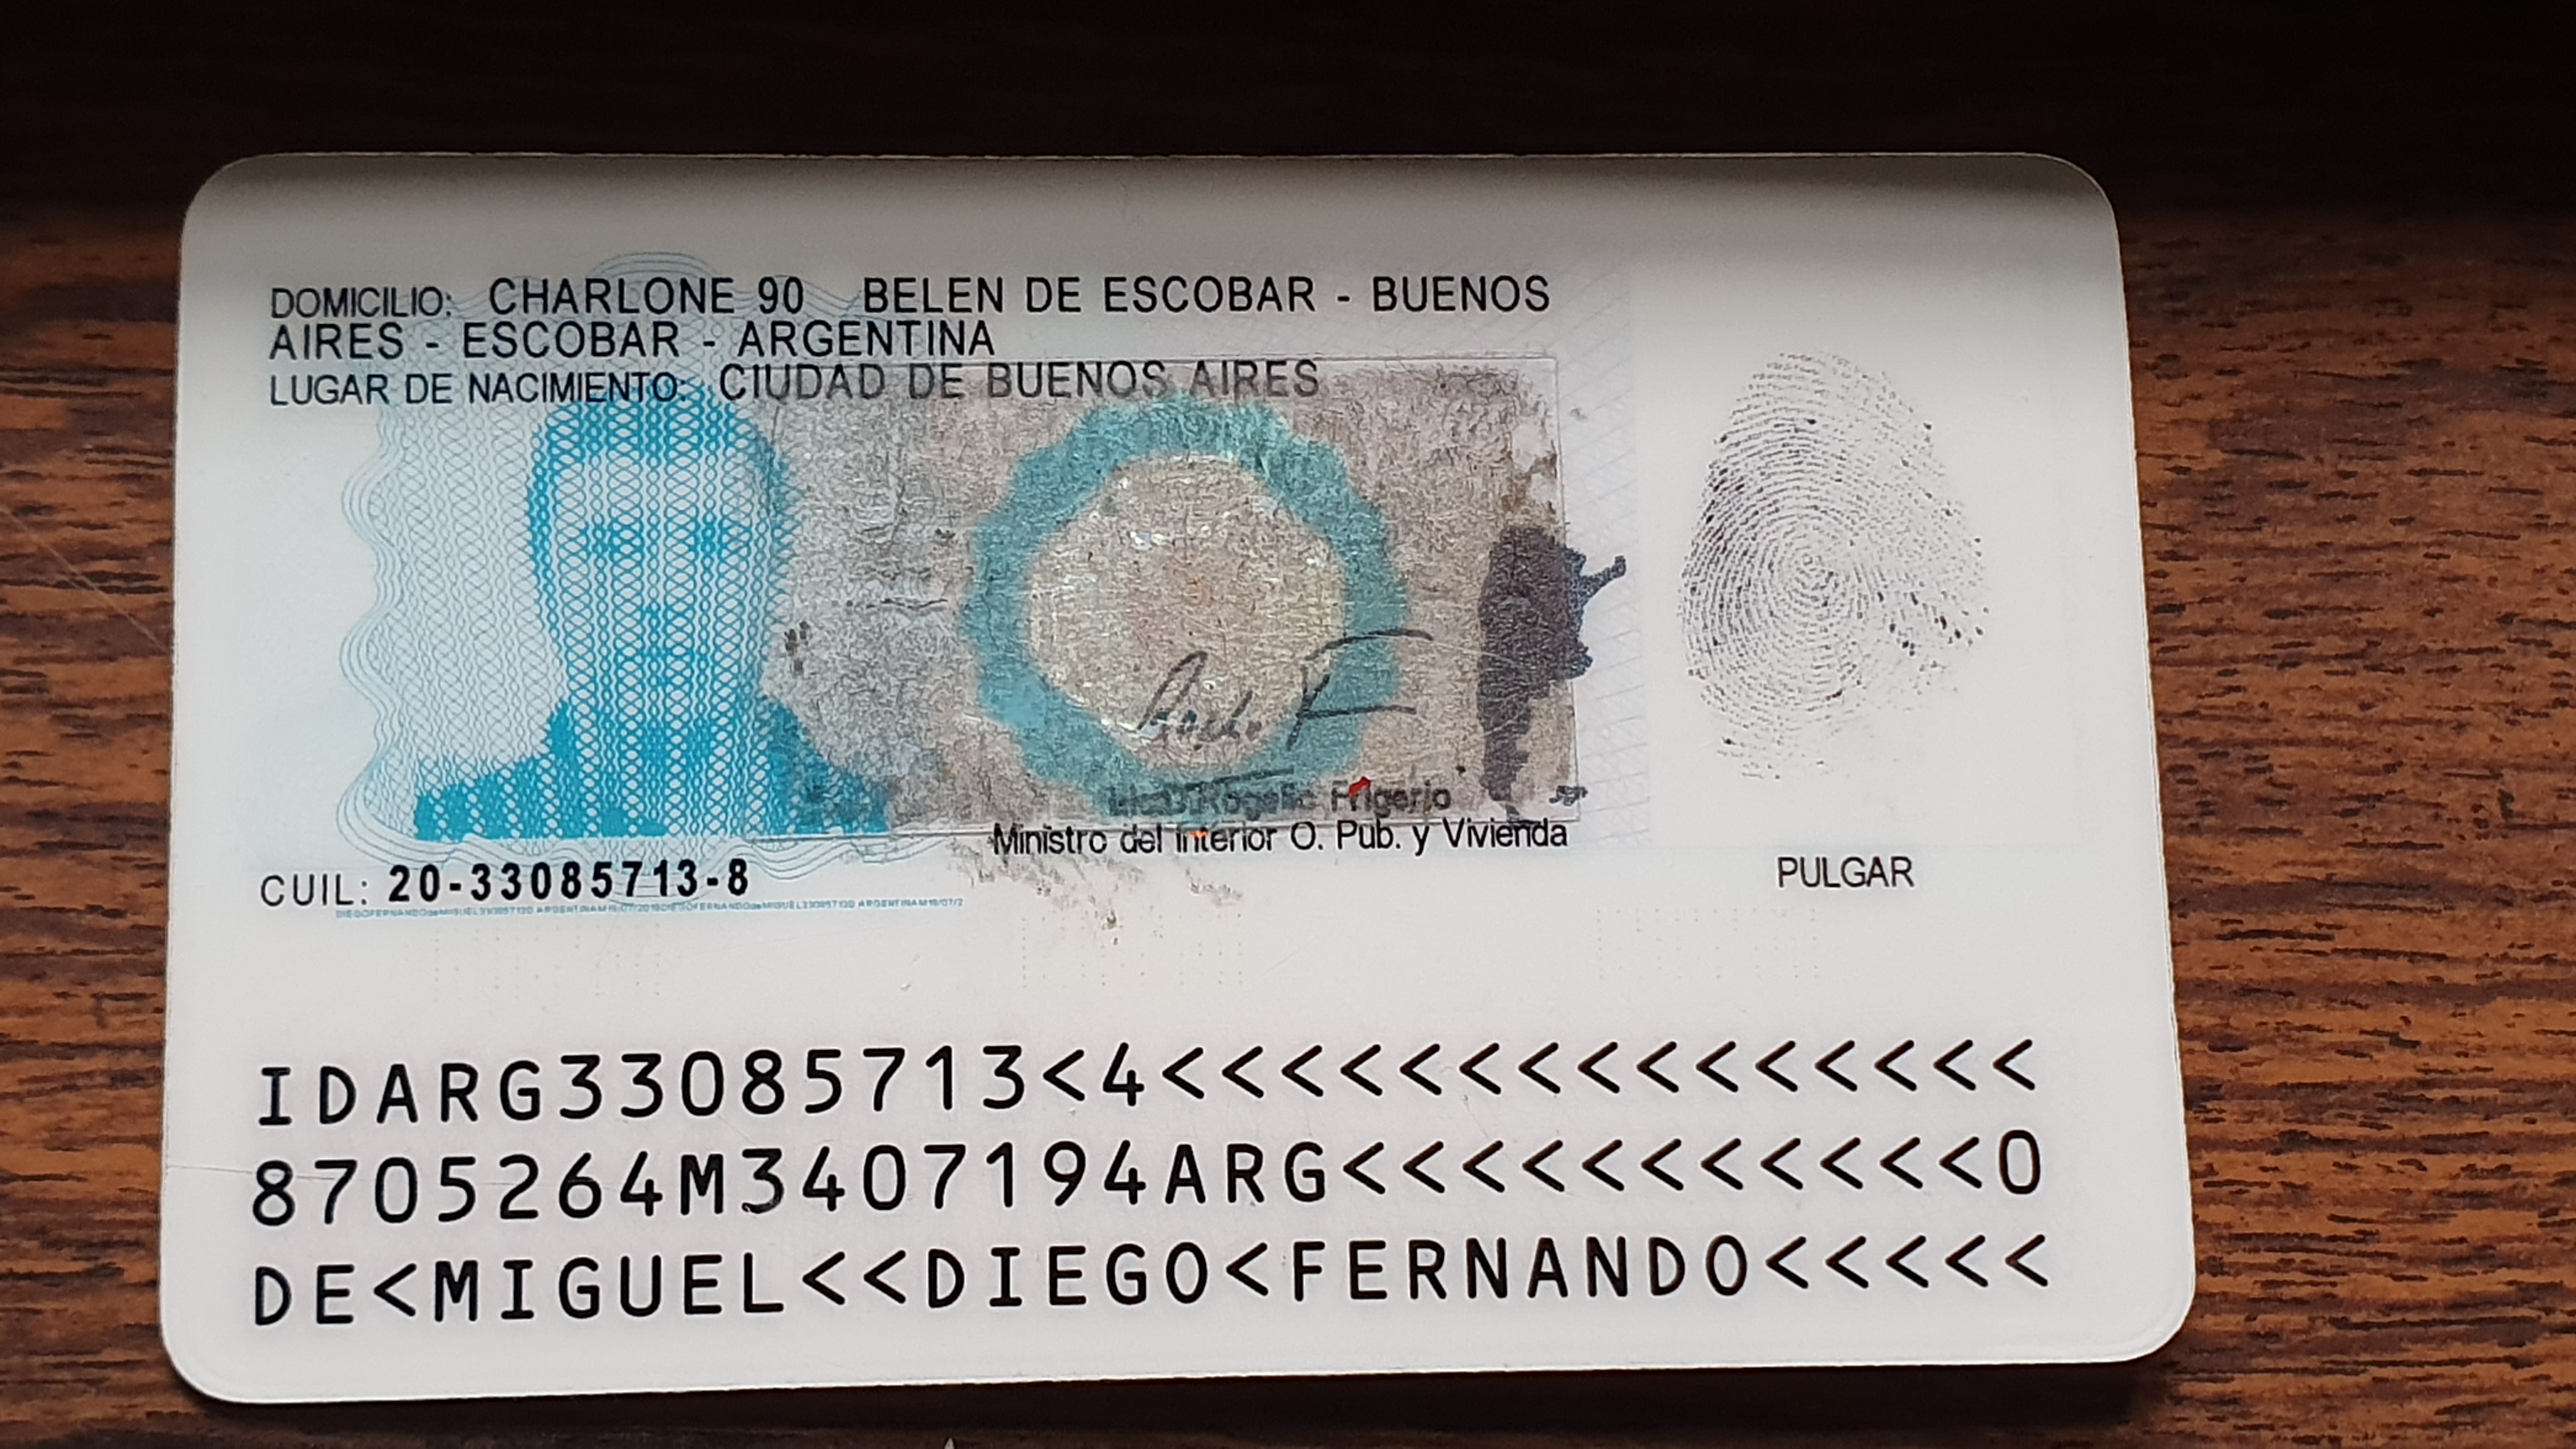 DOMICILIO: CHARLONE 90 BELEN DE ESCOBAR - BUENOS
AIRES - ESCOBAR - ARGENTINA
LUGAR DE NACIMIENTO: CIUDAD DE BUENOS AIRES
Frigerio
Ministro del Interior O. Pub. y Vivienda
CUIL: 20-33085713-8
PULGAR
IDARG33085713<4<<<<<<<<<<<<<<<
8705264M3407194ARG<<<<<<<<<<<0
DE<MIGUEL<<DIEGO<FERNANDO<<<<<